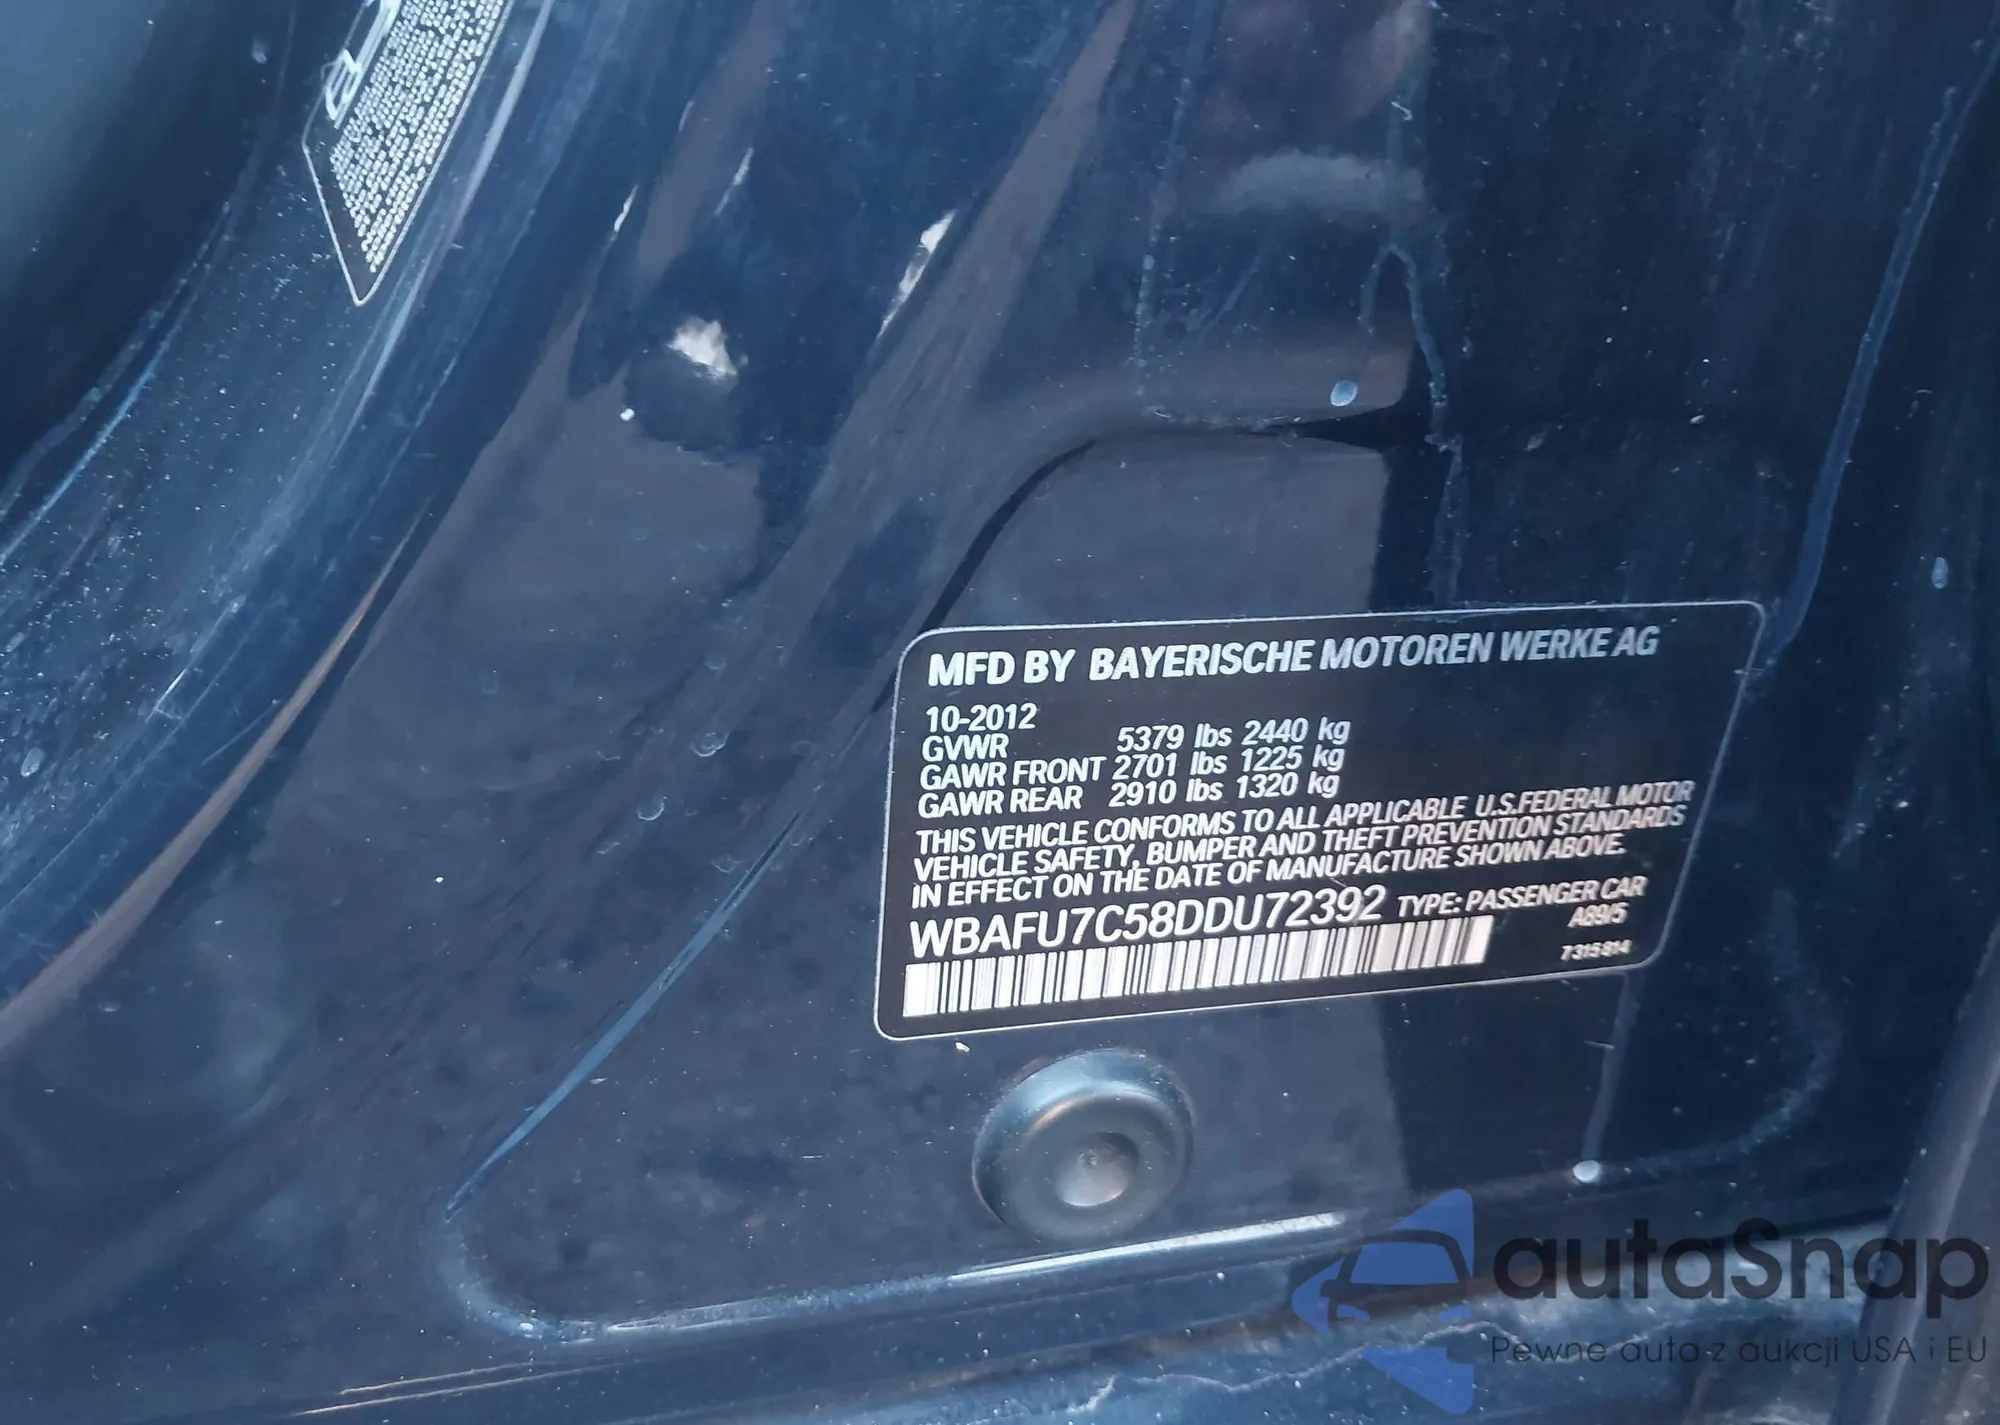 MFD BY BAYERISCHE MOTOREN WERKE AG
10-2012
GVWR 5379 lbs 2440 kg
GAWR FRONT 2701 lbs 1225 kg
GAWR REAR 2910 lbs 1320 kg
THIS VEHICLE CONFORMS TO ALL APPLICABLE U.S.FEDERAL MOTOR
VEHICLE SAFETY, BUMPER AND THEFT PREVENTION STANDARDS
IN EFFECT ON THE DATE OF MANUFACTURE SHOWN ABOVE.
WBAFU7C58DDU72392 TYPE: PASSENGER CAR
A89/5
7315814
autaSnap
Pewne auta z aukcji USA i EU